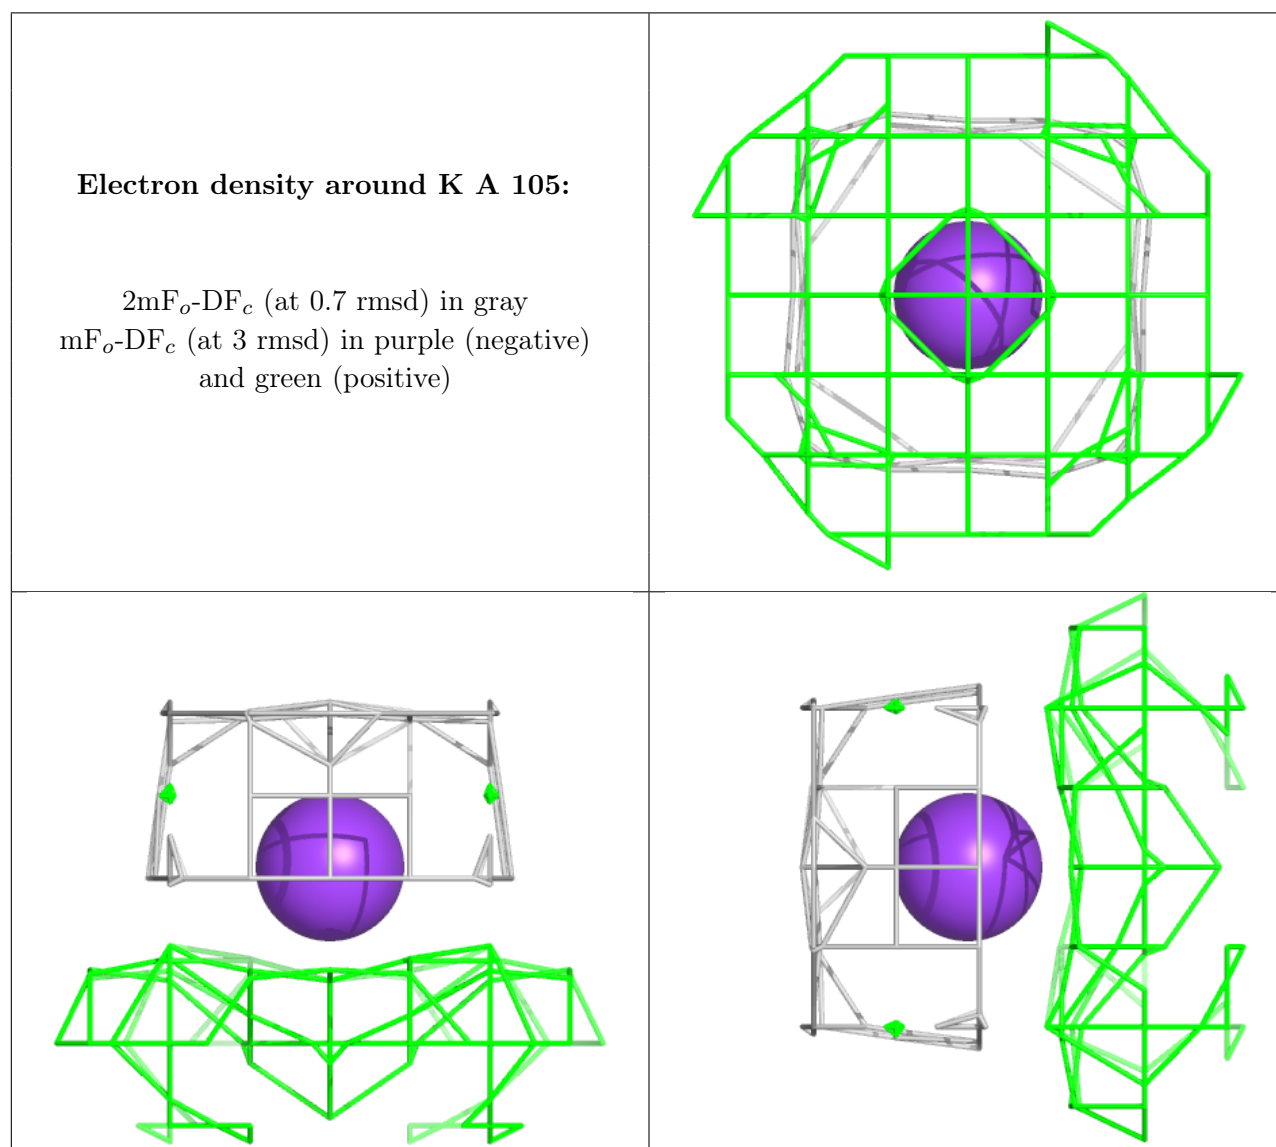 Electron density around K A 105:
2mFo-DFc (at 0.7 rmsd) in gray
mFo-DFc (at 3 rmsd) in purple (negative)
and green (positive)